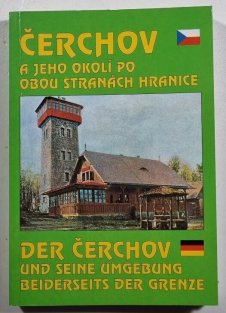 ČERCHOV
A JEHO OKOLÍ PO
OBOU STRANÁCH HRANICE
DER ČERCHOV
UND SEINE UMGEBUNG
BEIDERSEITS DER GRENZE